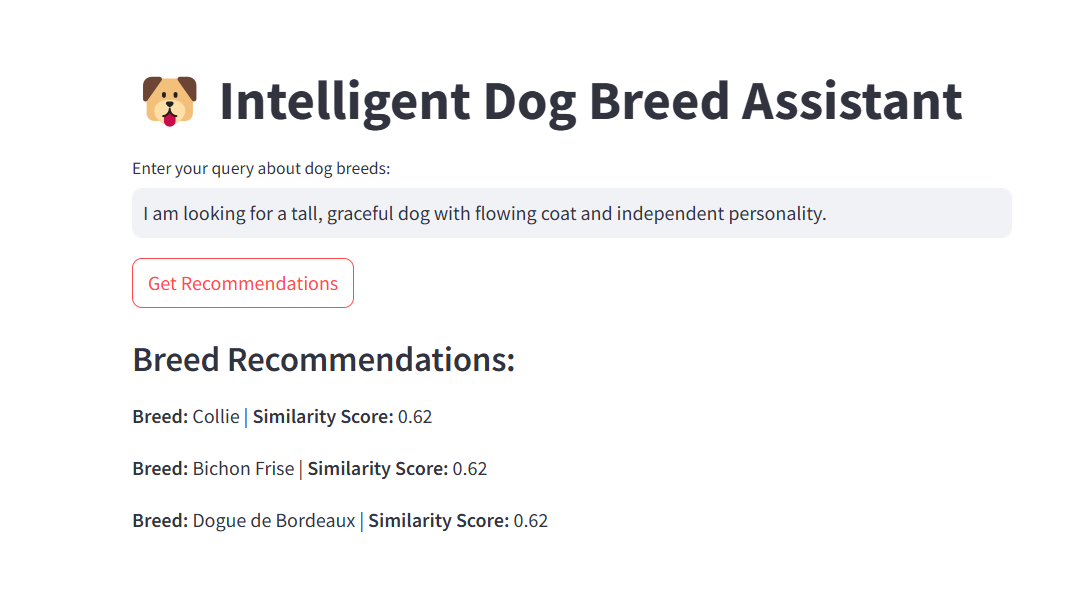 Intelligent Dog Breed Assistant
Enter your query about dog breeds:
I am looking for a tall, graceful dog with flowing coat and independent personality.
Get Recommendations
Breed Recommendations:
Breed: Collie | Similarity Score: 0.62
Breed: Bichon Frise | Similarity Score: 0.62
Breed: Dogue de Bordeaux | Similarity Score: 0.62